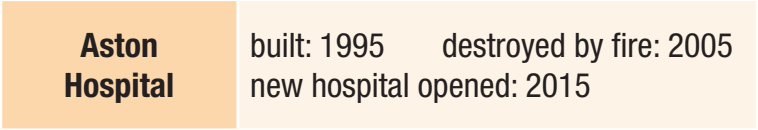 Aston
Hospital
built: 1995 destroyed by fire: 2005
new hospital opened: 2015